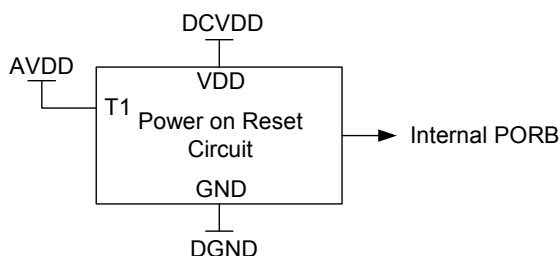 DCVDD
AVDD
VDD
T1
Power on Reset
Circuit
Internal PORB
GND
DGND